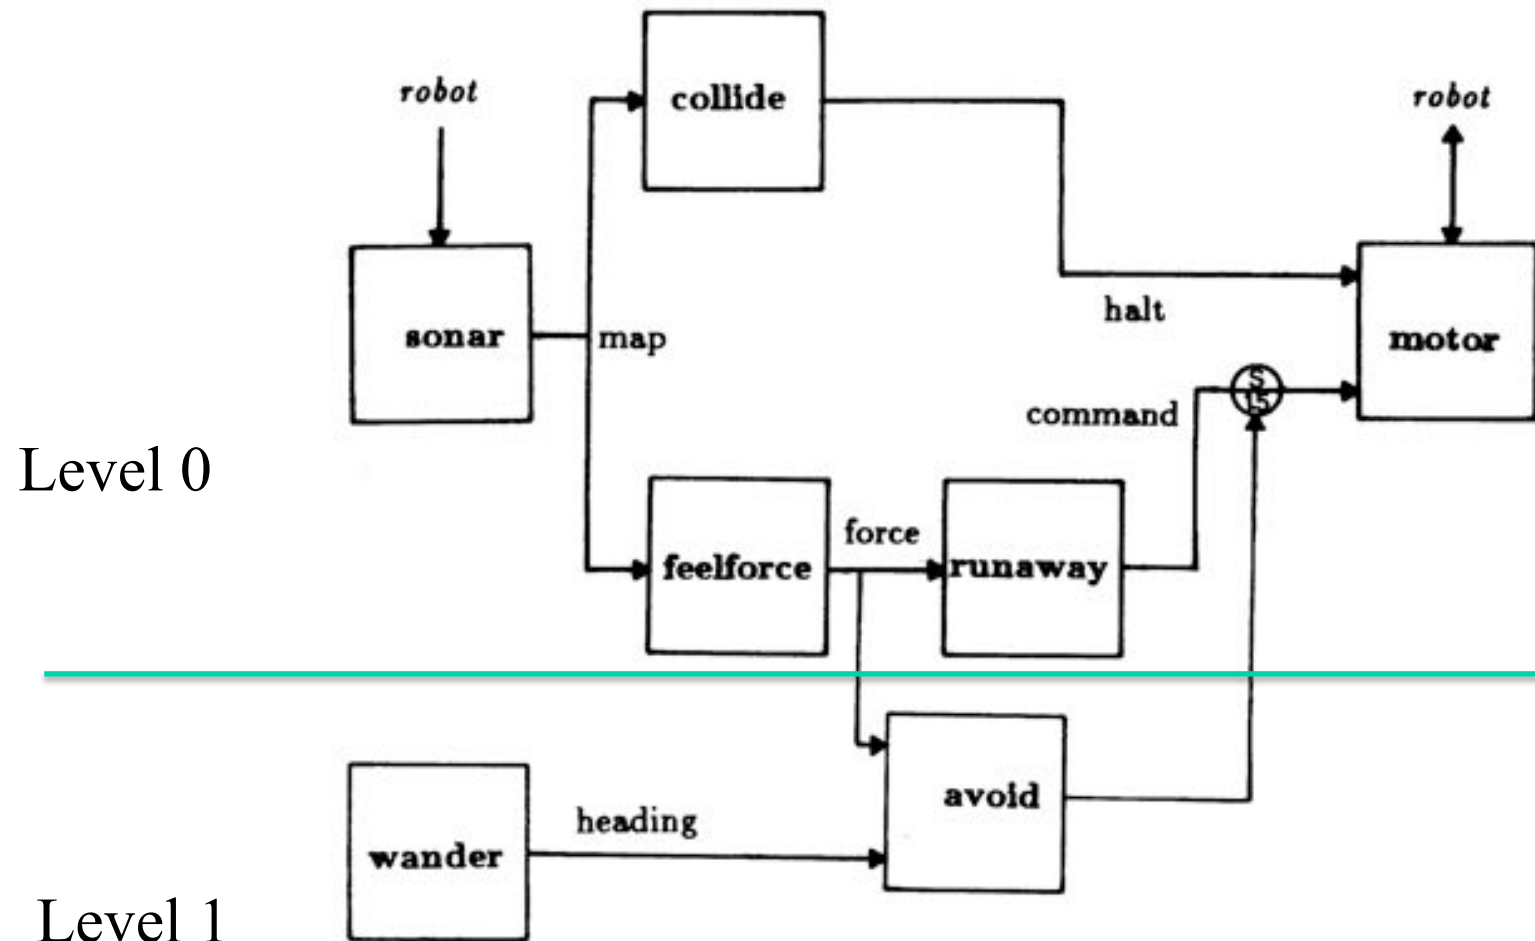 collide
robot
robot
sonar
map
halt
motor
S
15
command
Level 0
force
feelforce
runaway
avoid
heading
wander
Level 1